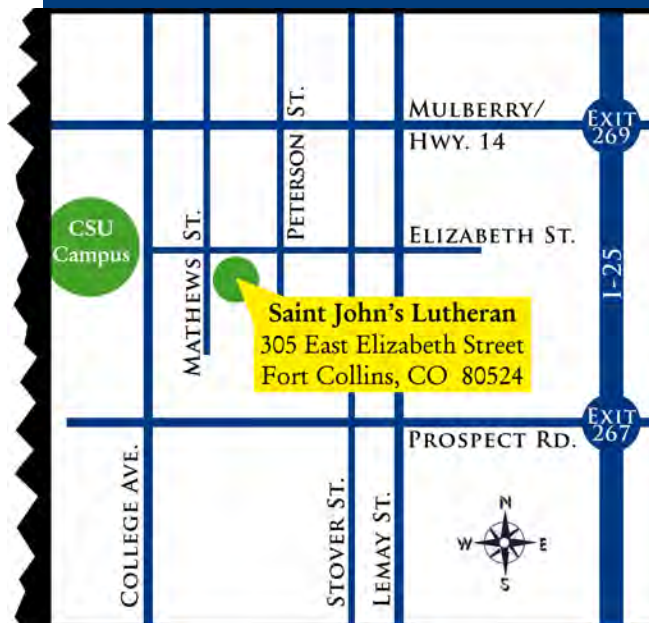 PETERSON ST.
MULBERRY/
HWY. 14
EXIT
269
CSU
Campus
MATHEWS ST.
ELIZABETH ST.
I-25
Saint John's Lutheran
305 East Elizabeth Street
Fort Collins, CO 80524
EXIT
267
PROSPECT RD.
COLLEGE AVE.
STOVER ST.
LEMAY ST.
N
W E
S